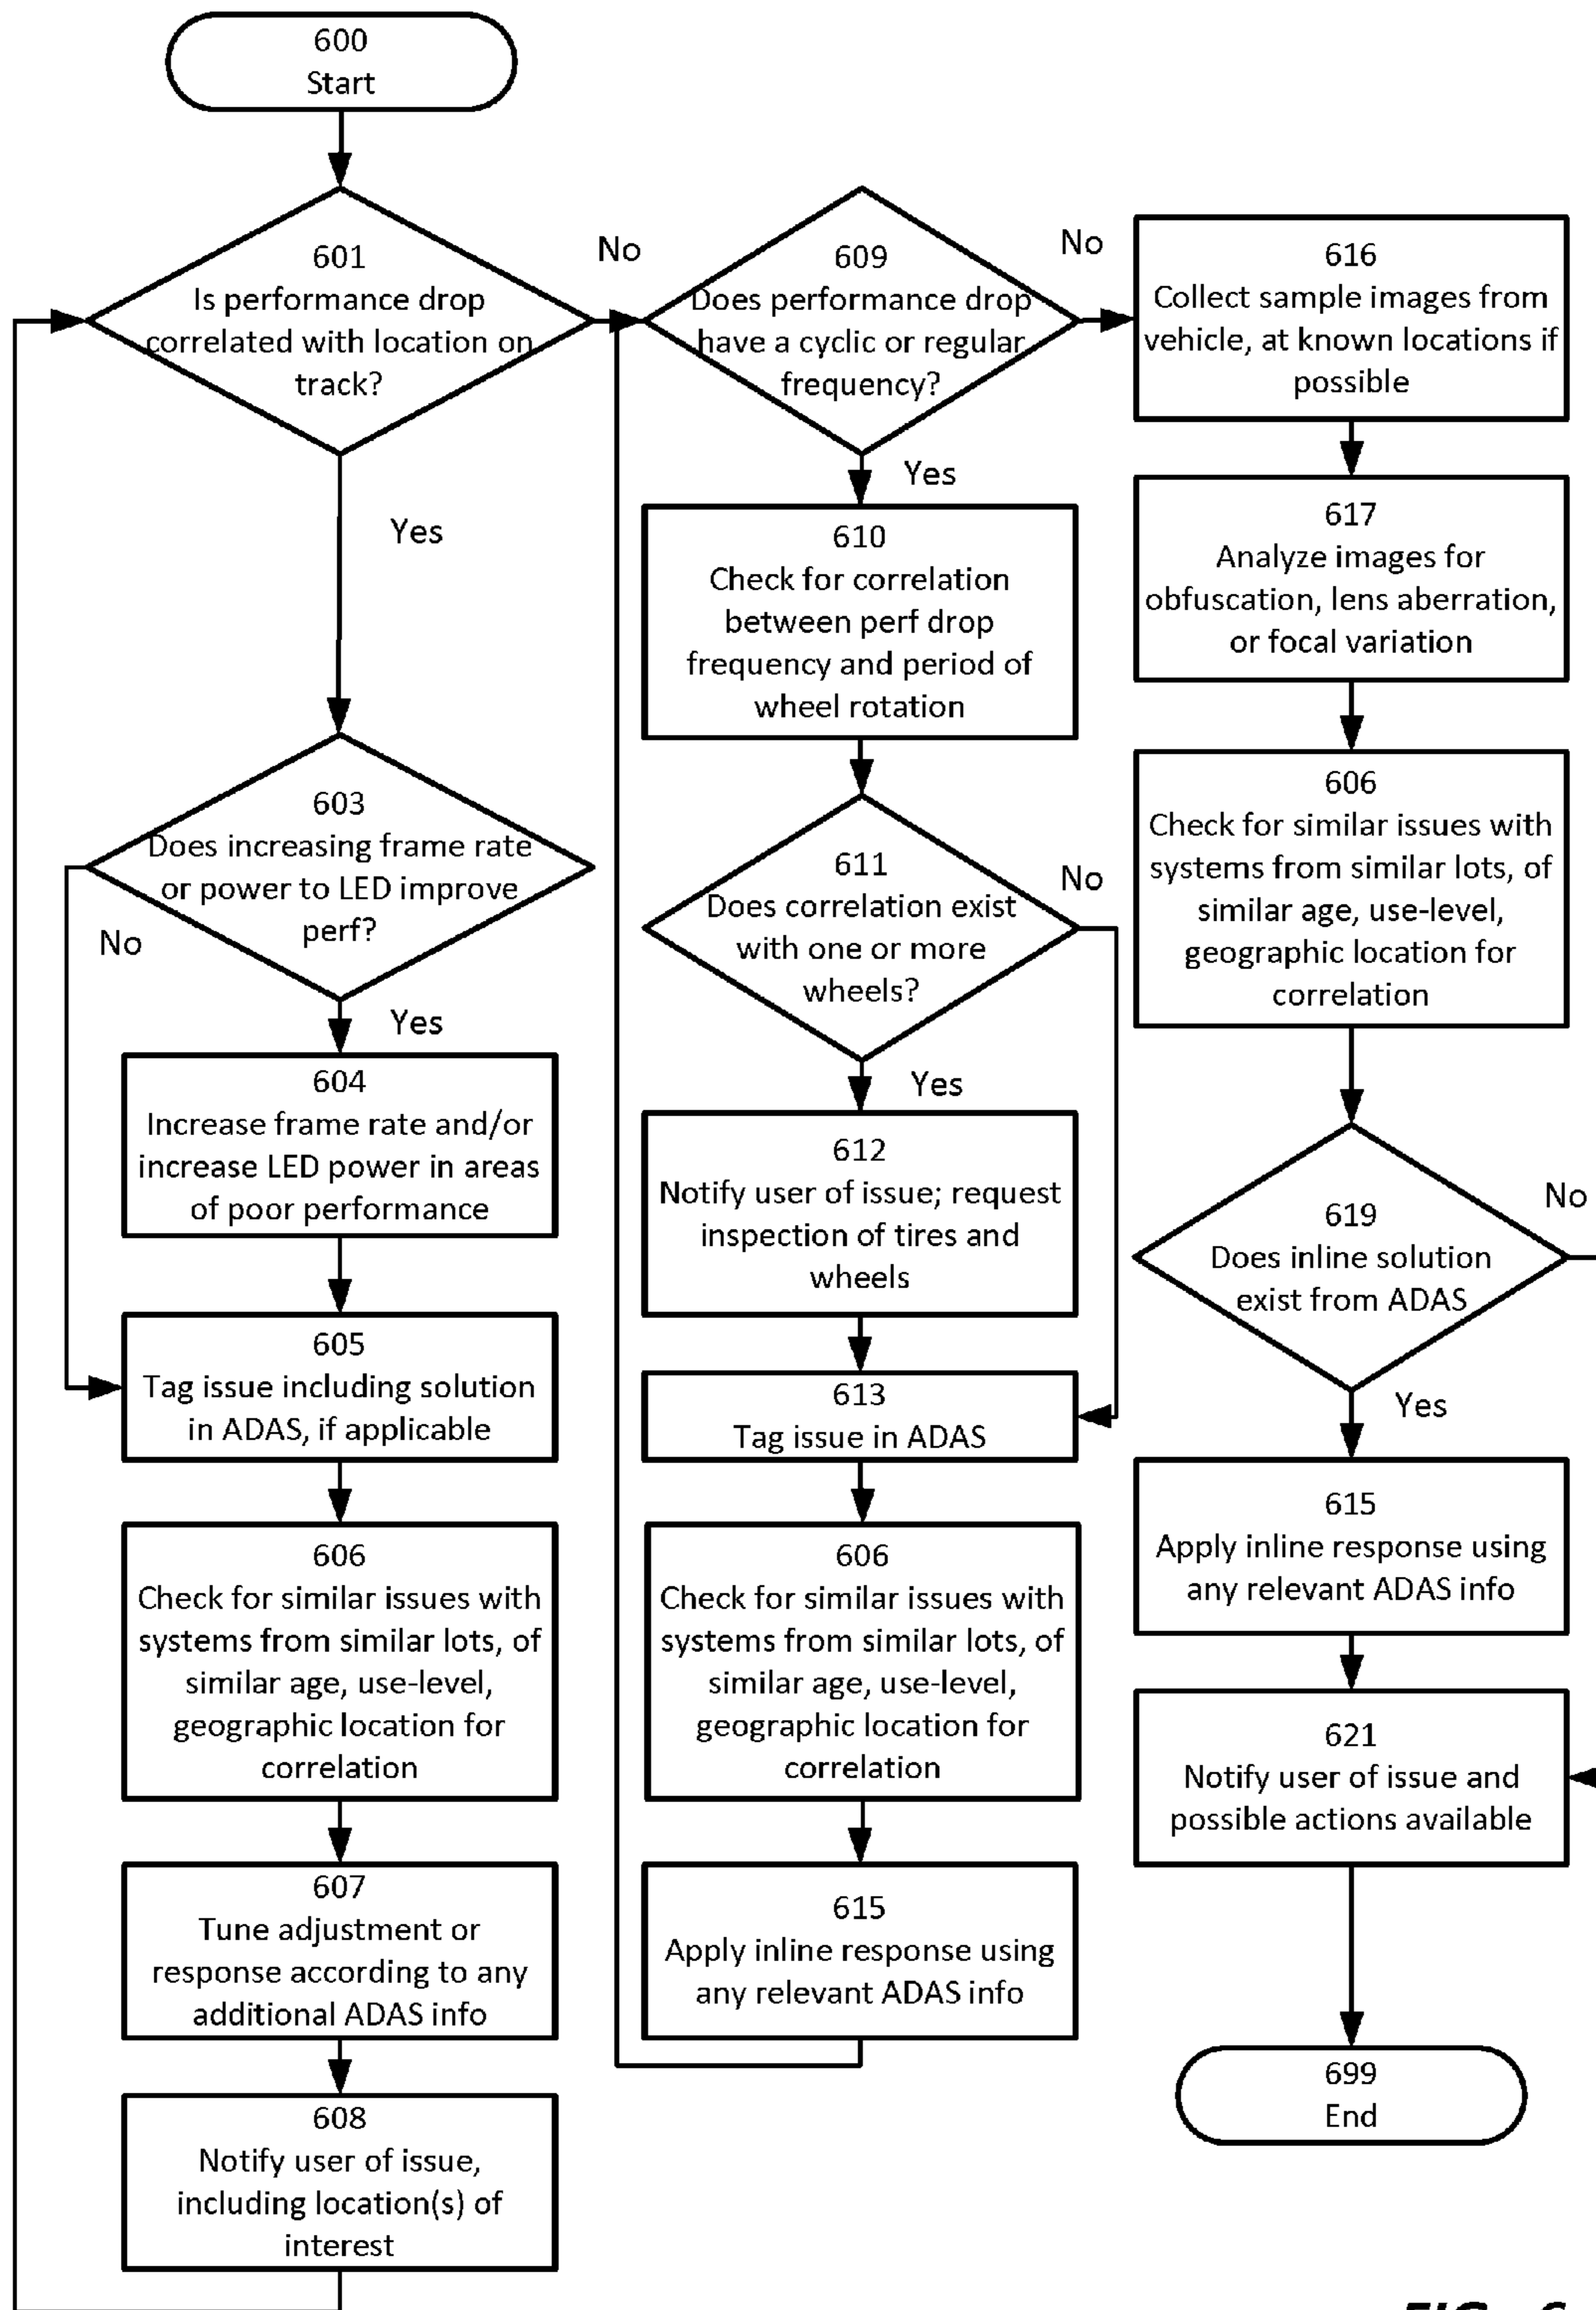 600
Start
601
Is performance drop
correlated with location on
track?
No
Yes
603
Does increasing frame rate
or power to LED improve
perf?
No
Yes
604
Increase frame rate and/or
increase LED power in areas
of poor performance
605
Tag issue including solution
in ADAS, if applicable
606
Check for similar issues with
systems from similar lots, of
similar age, use-level,
geographic location for
correlation
607
Tune adjustment or
response according to any
additional ADAS info
608
Notify user of issue,
including location(s) of
interest
609
Does performance drop
have a cyclic or regular
frequency?
No
Yes
610
Check for correlation
between perf drop
frequency and period of
wheel rotation
611
Does correlation exist
with one or more
wheels?
No
Yes
612
Notify user of issue; request
inspection of tires and
wheels
613
Tag issue in ADAS
606
Check for similar issues with
systems from similar lots, of
similar age, use-level,
geographic location for
correlation
615
Apply inline response using
any relevant ADAS info
616
Collect sample images from
vehicle, at known locations if
possible
617
Analyze images for
obfuscation, lens aberration,
or focal variation
606
Check for similar issues with
systems from similar lots, of
similar age, use-level,
geographic location for
correlation
619
Does inline solution
exist from ADAS
No
Yes
615
Apply inline response using
any relevant ADAS info
621
Notify user of issue and
possible actions available
699
End
FIG. 6